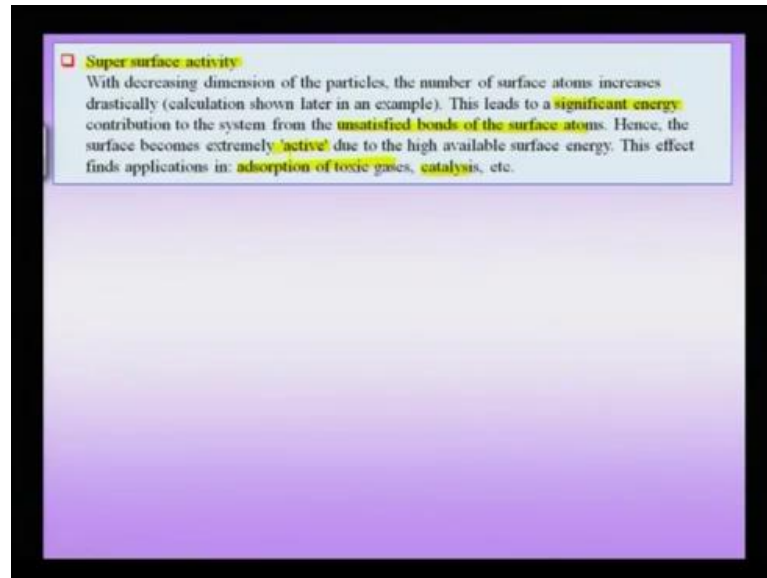 Super surface activity
With decreasing dimension of the particles, the number of surface atoms increases
drastically (calculation shown later in an example). This leads to a significant energy
contribution to the system from the unsatisfied bonds of the surface atoms. Hence, the
surface becomes extremely 'active' due to the high available surface energy. This effect
finds applications in: adsorption of toxic gases, catalysis, etc.